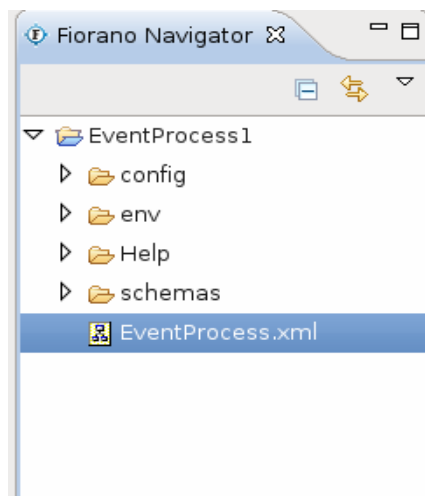 Fiorano Navigator
EventProcess1
config
env
Help
schemas
EventProcess.xml